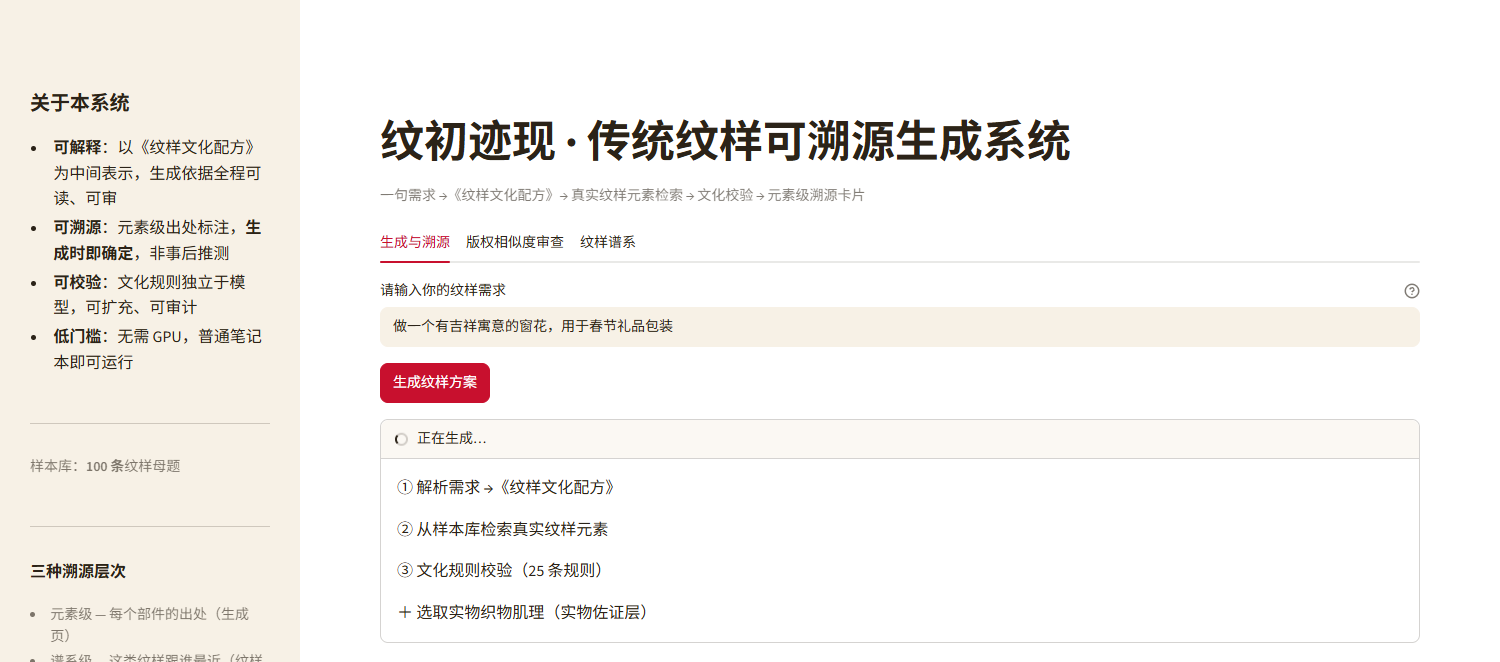 关于本系统
可解释：以《纹样文化配方》
为中间表示，生成依据全程可
读、可审
可溯源：元素级出处标注，生
成时即确定，非事后推测
可校验：文化规则独立于模
型，可扩充、可审计
低门槛：无需 GPU，普通笔记
本即可运行
样本库：100 条纹样母题
三种溯源层次
元素级 — 每个部件的出处（生成
页）
谱系级 — 这类纹样跟谁最近（纹样
纹初迹现 · 传统纹样可溯源生成系统
一句需求 → 《纹样文化配方》 → 真实纹样元素检索 → 文化校验 → 元素级溯源卡片
生成与溯源 版权相似度审查 纹样谱系
请输入你的纹样需求
做一个有吉祥寓意的窗花，用于春节礼品包装
生成纹样方案
正在生成...
① 解析需求 → 《纹样文化配方》
② 从样本库检索真实纹样元素
③ 文化规则校验（25 条规则）
＋ 选取实物织物肌理（实物佐证层）